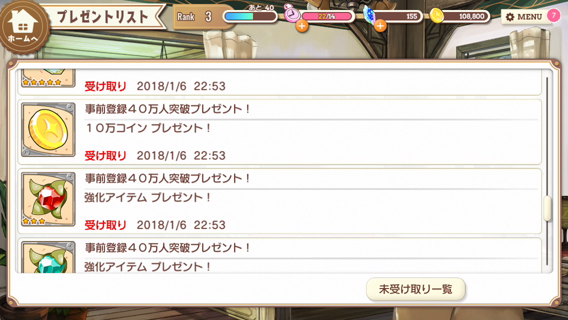 プレゼントリスト
Rank 3
あと 40
22/14
155
108,800
MENU
?
ホームへ
受け取り 2018/1/6 22:53
事前登録４０万人突破プレゼント！
１０万コイン プレゼント！
受け取り 2018/1/6 22:53
事前登録４０万人突破プレゼント！
強化アイテム プレゼント！
受け取り 2018/1/6 22:53
事前登録４０万人突破プレゼント！
強化アイテム プレゼント！
未受け取り一覧